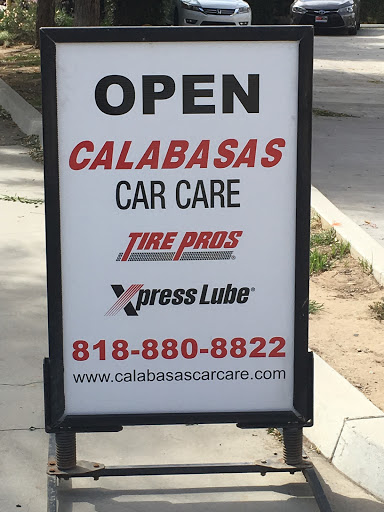 OPEN
CALABASAS
CAR CARE
TIRE PROS®
Xpress Lube®
818-880-8822
www.calabasascarcare.com